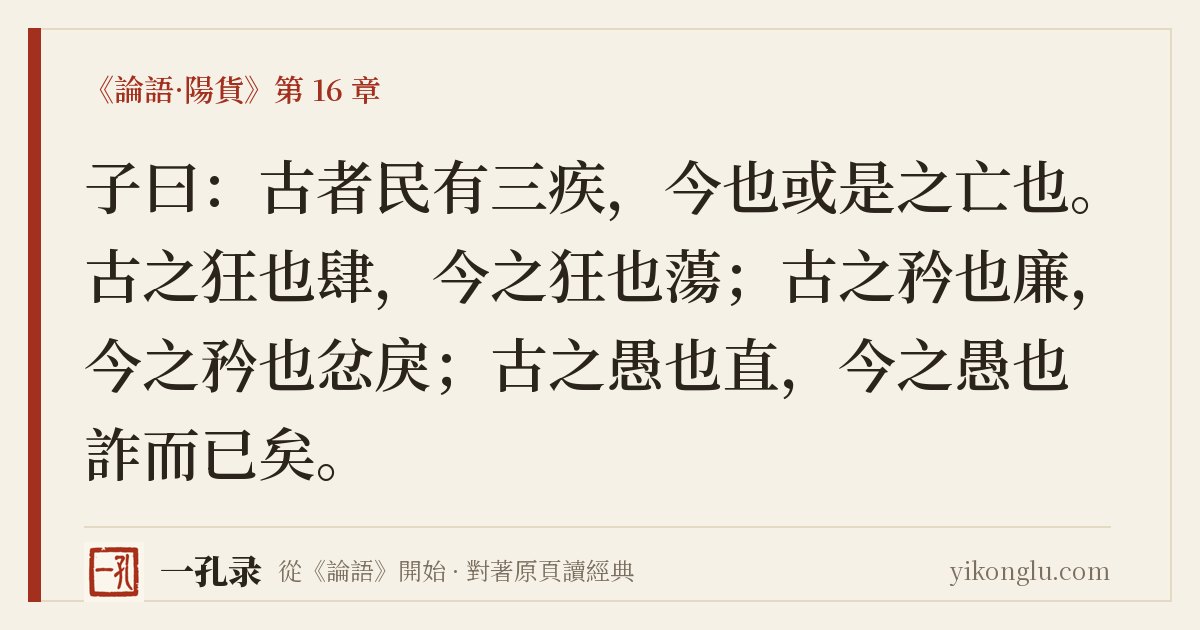 《論語·陽貨》第 16 章
子曰：古者民有三疾，今也或是之亡也。
古之狂也肆，今之狂也蕩；古之矜也廉，
今之矜也忿戾；古之愚也直，今之愚也
詐而已矣。
一孔
一孔录 從《論語》開始 · 對著原頁讀經典 yikonglu.com